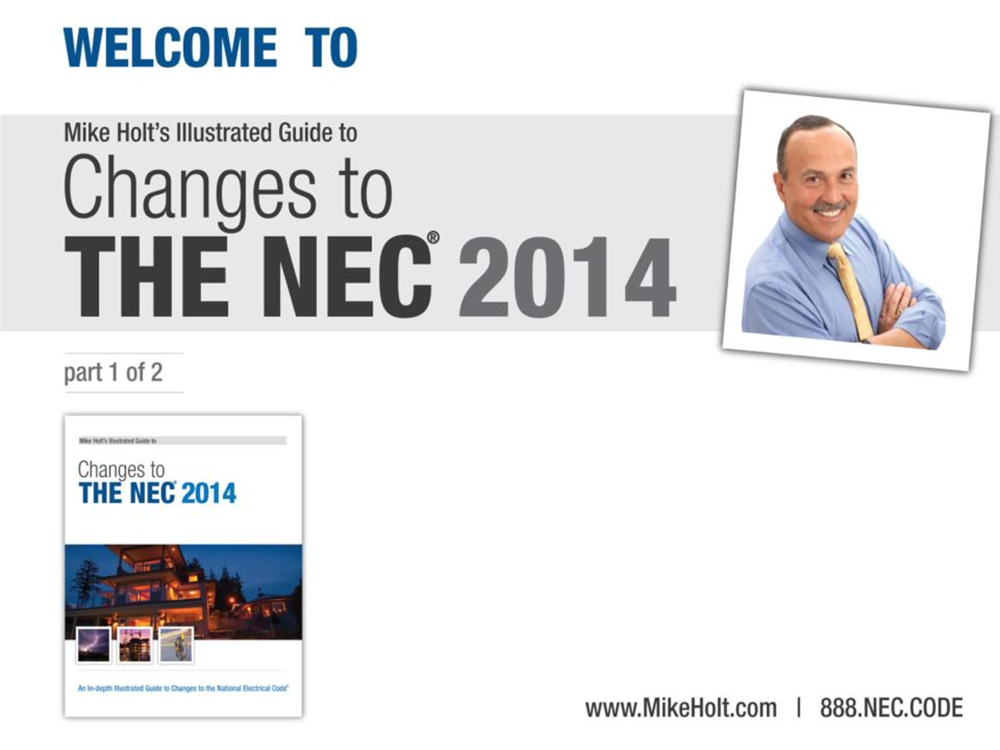 WELCOME TO
Mike Holt's Illustrated Guide to
Changes to
THE NEC® 2014
part 1 of 2
Mike Holt's Illustrated Guide to
Changes to
THE NEC® 2014
An In-depth Illustrated Guide to Changes to the National Electrical Code®
www.MikeHolt.com | 888.NEC.CODE